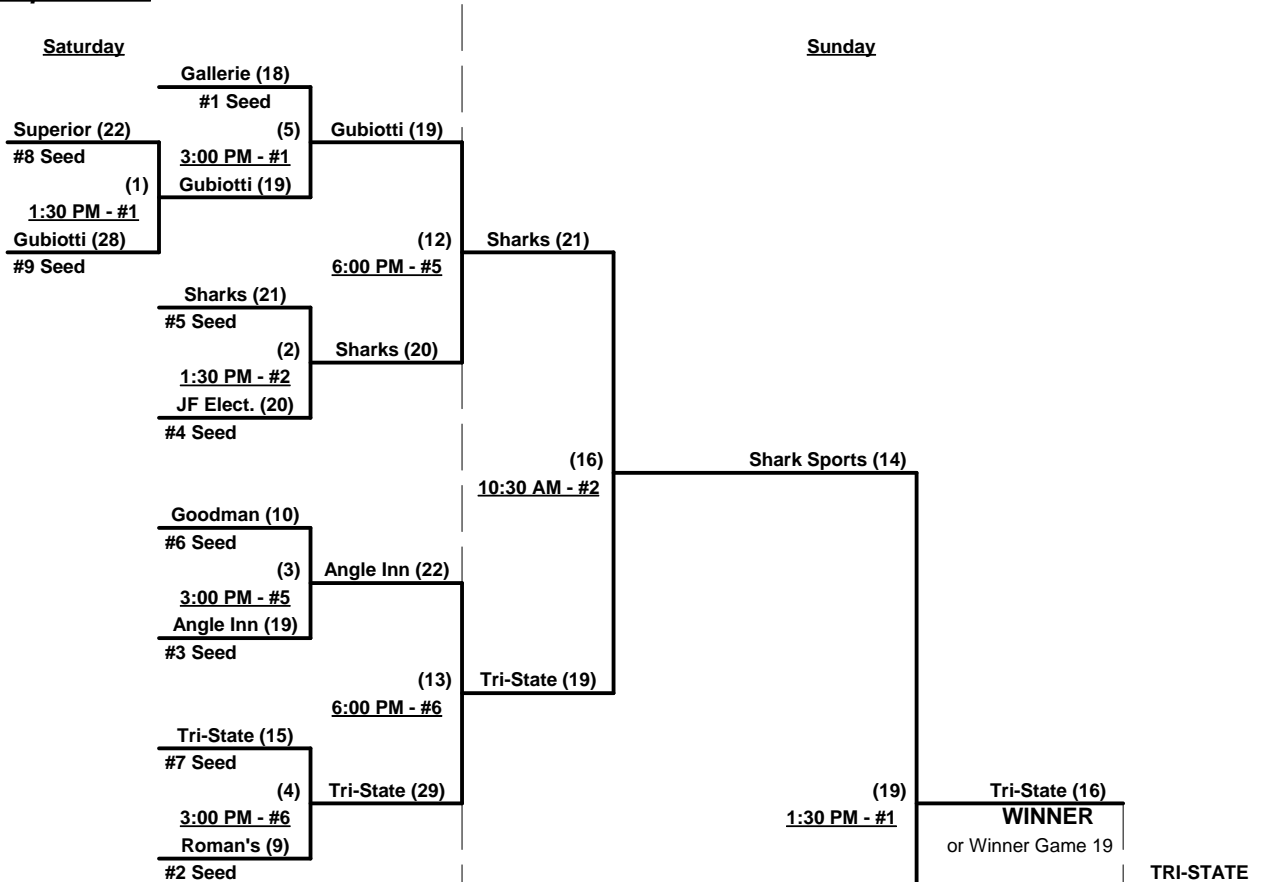 Saturday
Sunday
Gallerie (18)
#1 Seed
Superior (22)
(5)
Gubiotti (19)
#8 Seed
3:00 PM - #1
(1)
Gubiotti (19)
1:30 PM - #1
Gubiotti (28)
(12)
Sharks (21)
#9 Seed
6:00 PM - #5
Sharks (21)
#5 Seed
(2)
Sharks (20)
1:30 PM - #2
JF Elect. (20)
#4 Seed
(16)
Shark Sports (14)
10:30 AM - #2
Goodman (10)
#6 Seed
(3)
Angle Inn (22)
3:00 PM - #5
Angle Inn (19)
#3 Seed
(13)
Tri-State (19)
6:00 PM - #6
Tri-State (15)
#7 Seed
(4)
Tri-State (29)
(19)
Tri-State (16)
3:00 PM - #6
1:30 PM - #1
WINNER
Roman's (9)
or Winner Game 19
#2 Seed
TRI-STATE